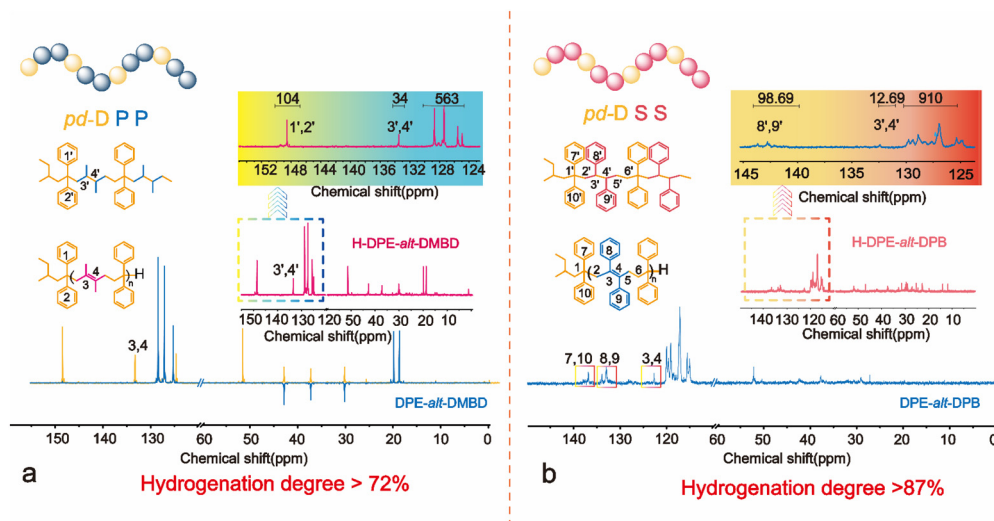 pd-D P P
104
34
563
1',2'
3',4'
152 148 144 140 136 132 128 124
Chemical shift(ppm)
1'
4'
3'
2'
H-DPE-alt-DMBD
3',4'
150 140 130 120 50 40 30 20 10
Chemical shift(ppm)
1
4
3
2
n
H
3,4
DPE-alt-DMBD
150 140 130 60 50 40 30 20 10 0
Chemical shift(ppm)
a
Hydrogenation degree > 72%
pd-D S S
98.69
12.69
910
8',9'
3',4'
145 140 135 130 125
Chemical shift(ppm)
7' 8'
1' 2' 4' 6'
3' 5'
10' 9'
H-DPE-alt-DPB
140 130 120 60 50 40 30 20 10
Chemical shift(ppm)
7 8
1 2 4 6 H
3 5 n
10 9
7,10
8,9
3,4
DPE-alt-DPB
140 130 120 60 50 40 30 20 10 0
Chemical shift(ppm)
b
Hydrogenation degree >87%